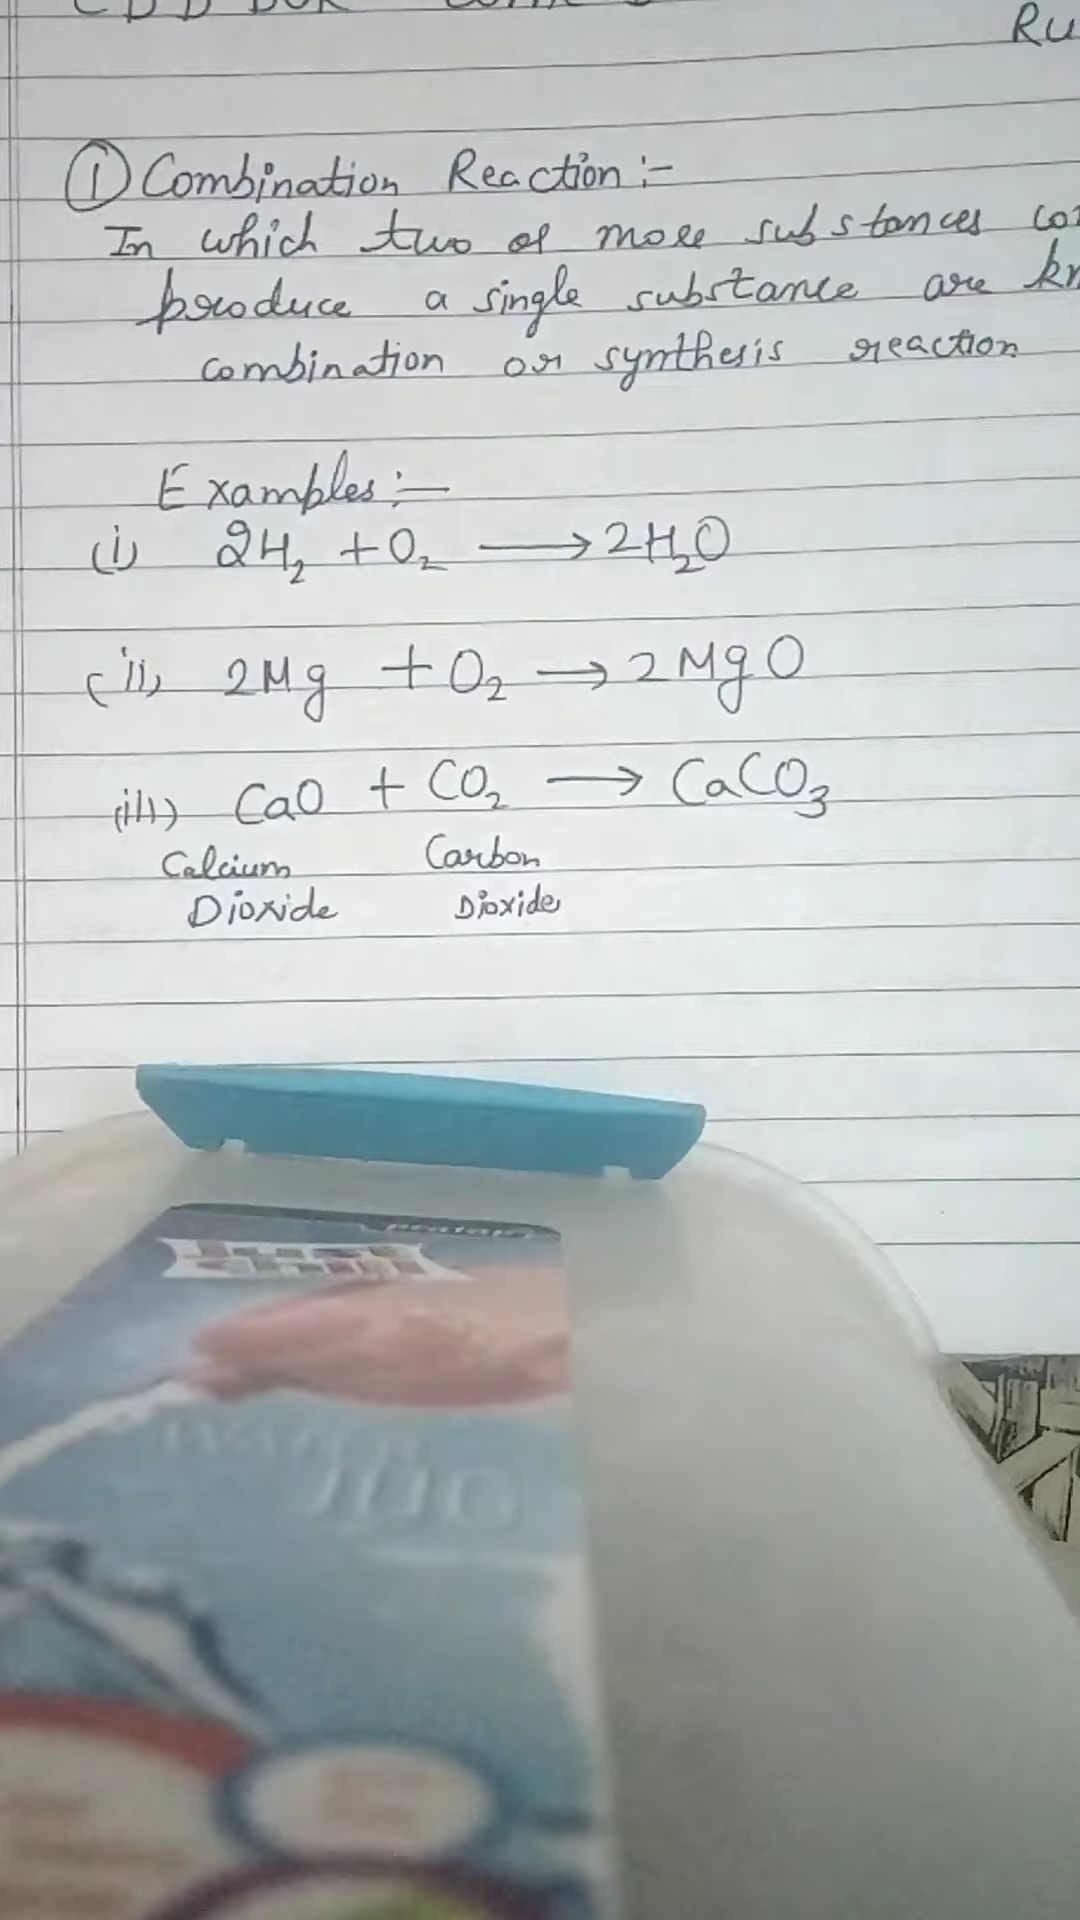 Ru
① Combination Reaction :-
In which two of more substances
produce a single substance are
combination or synthesis reaction
Examples :-
(i) 2H₂ + O₂ ⟶ 2H₂O
(ii) 2Mg + O₂ → 2MgO
(iii) CaO + CO₂ ⟶ CaCO₃
Calcium Carbon
Dioxide Dioxide